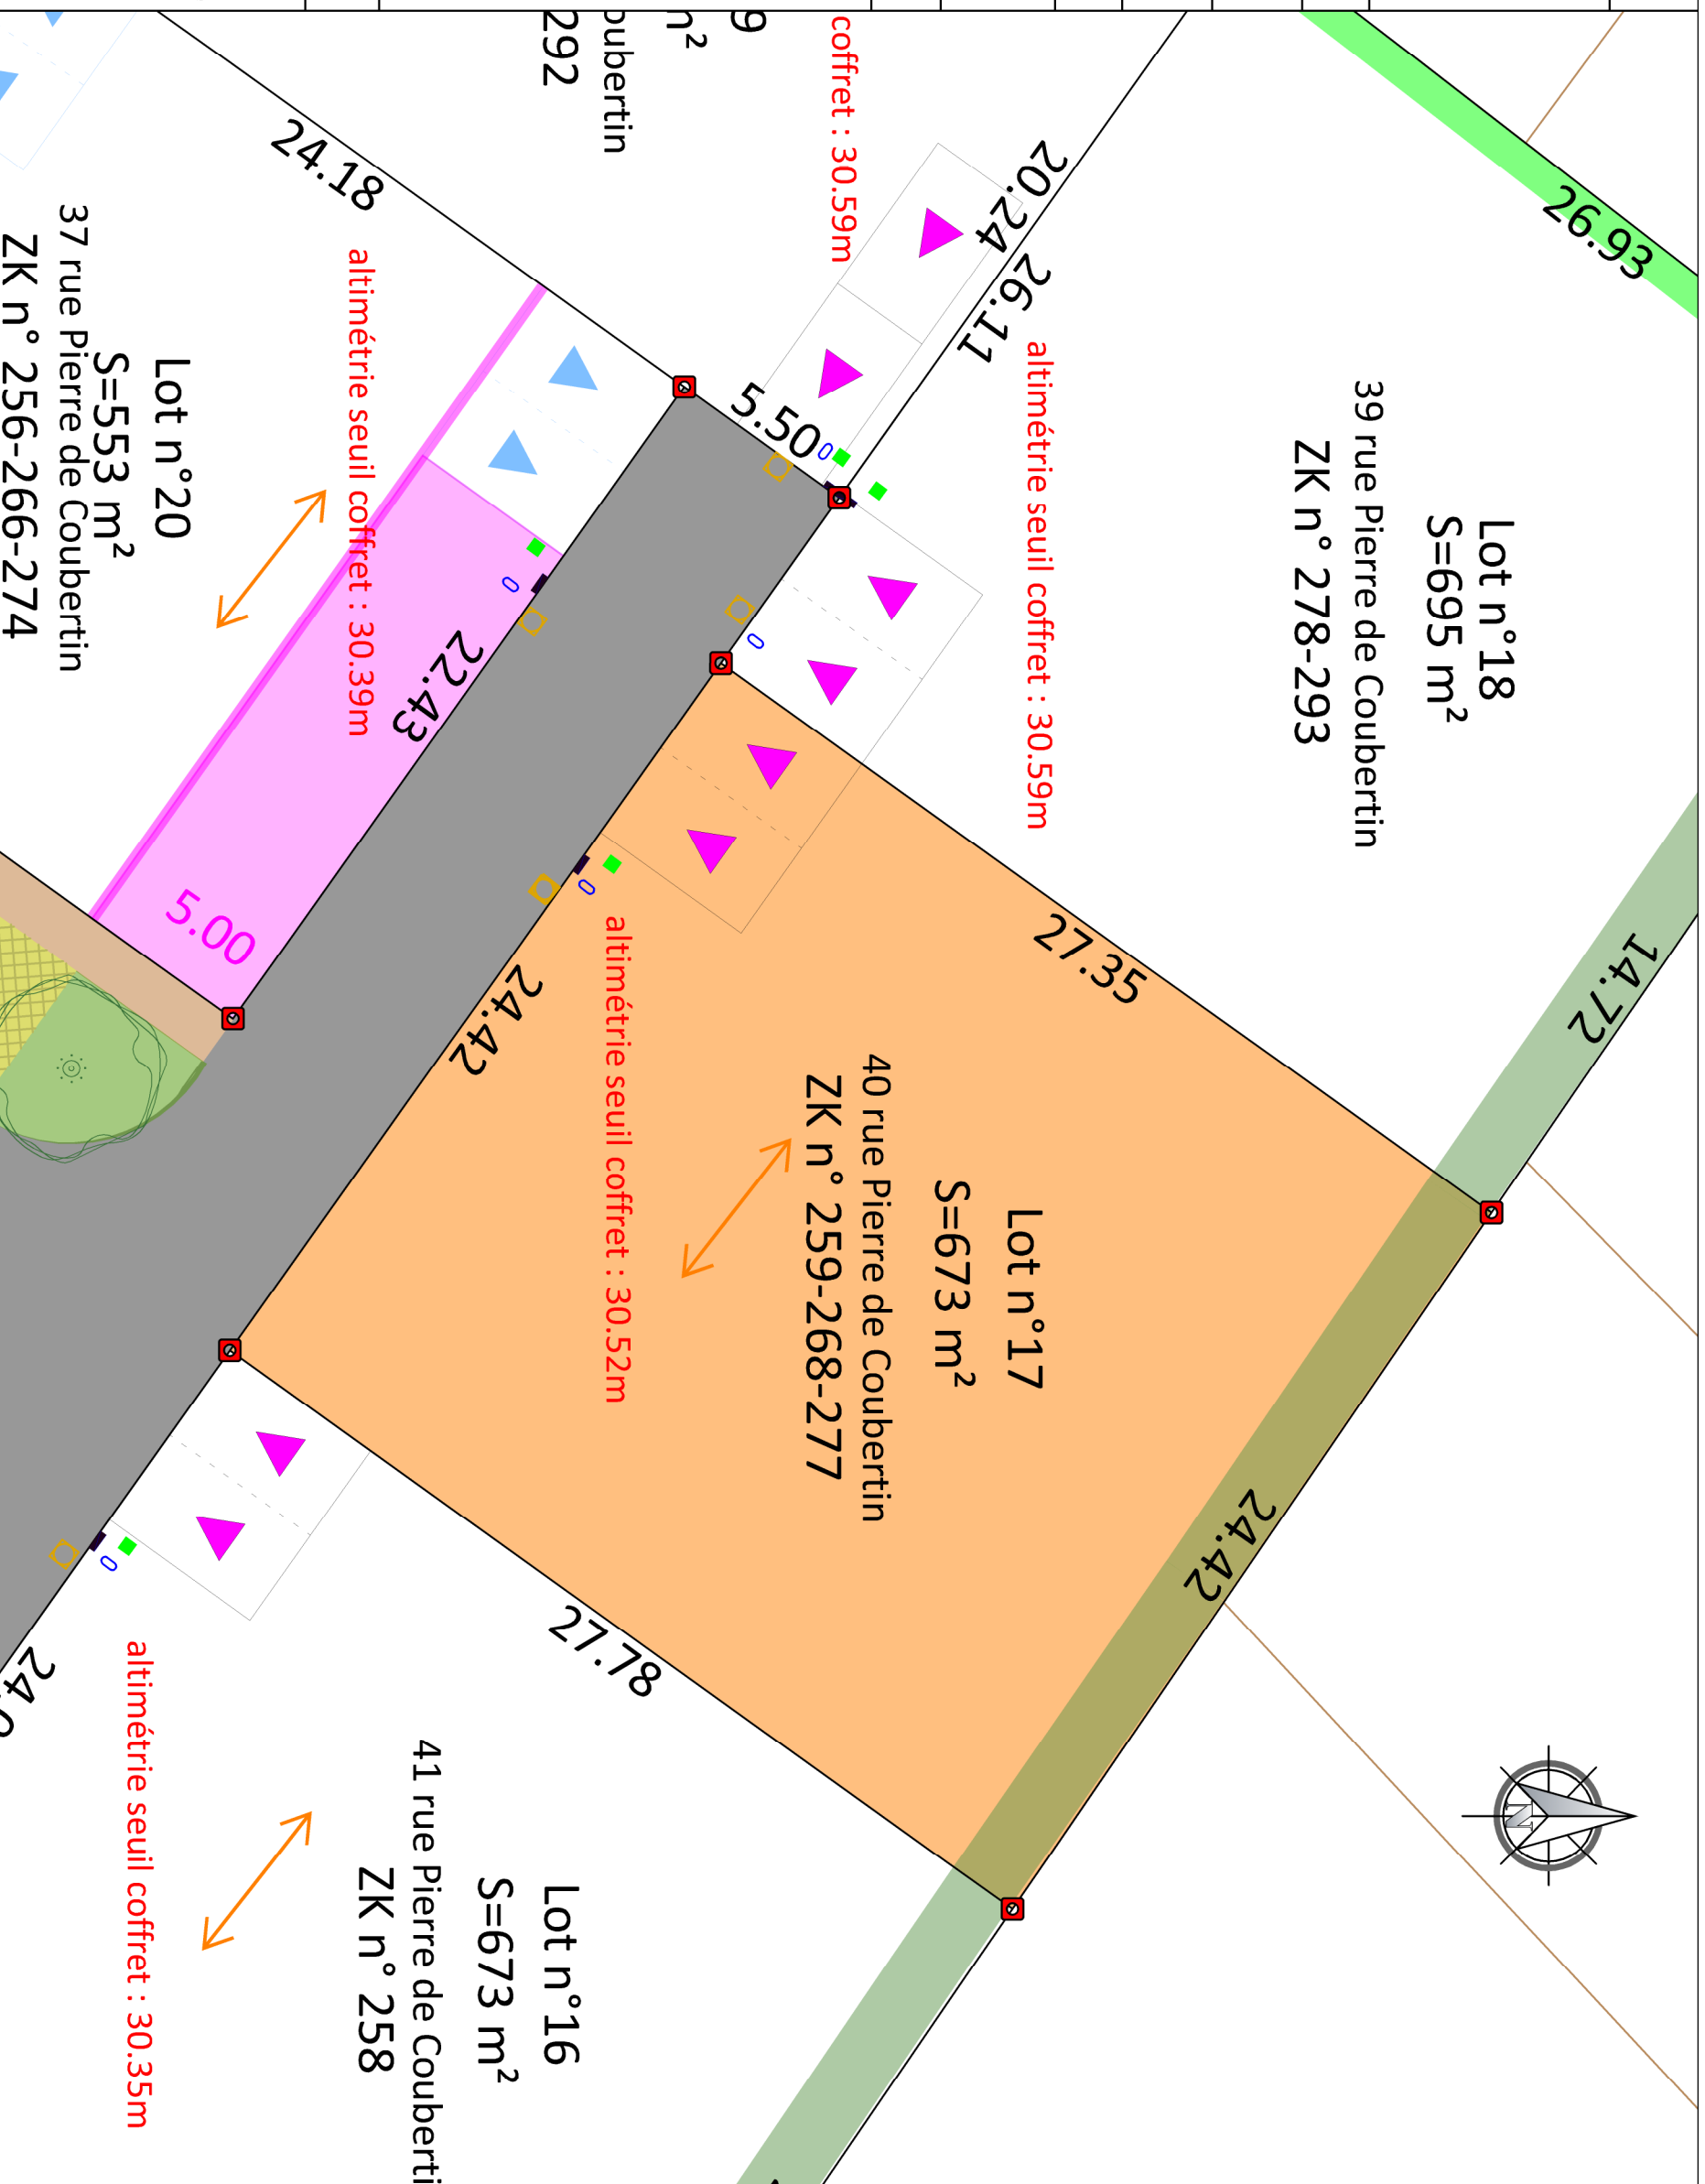 26.93
Lot n°18
S=695 m²
39 rue Pierre de Coubertin
ZK n° 278-293
altimétrie seuil coffret : 30.59m
20.24
26.11
coffret : 30.59m
9
n²
oubertin
292
5.50
24.18
altimétrie seuil coffret : 30.39m
Lot n°20
S=553 m²
37 rue Pierre de Coubertin
ZK n° 256-266-274
22.43
5.00
14.72
27.35
Lot n°17
S=673 m²
40 rue Pierre de Coubertin
ZK n° 259-268-277
altimétrie seuil coffret : 30.52m
24.42
24.42
27.78
N
Lot n°16
S=673 m²
41 rue Pierre de Couberti
ZK n° 258
altimétrie seuil coffret : 30.35m
24.